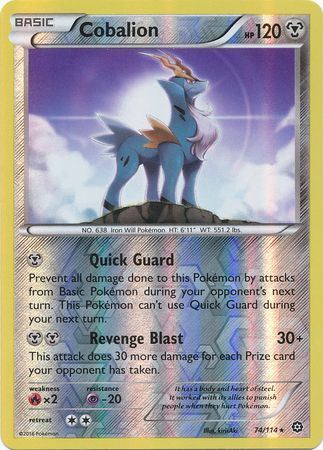 BASIC
Cobalion
HP 120
NO. 638 Iron Will Pokémon HT: 6'11" WT: 551.2 lbs.
Quick Guard
Prevent all damage done to this Pokémon by attacks
from Basic Pokémon during your opponent's
next turn. This Pokémon can't use Quick Guard during
your next turn.
Revenge Blast 30+
This attack does 30 more damage for each Prize card
your opponent has taken.
weakness resistance
×2 -20
retreat
It has a body and heart of steel.
It worked with its allies to punish
people when they hurt Pokémon.
©2016 Pokémon
Illus. kirisAki
74/114 ★